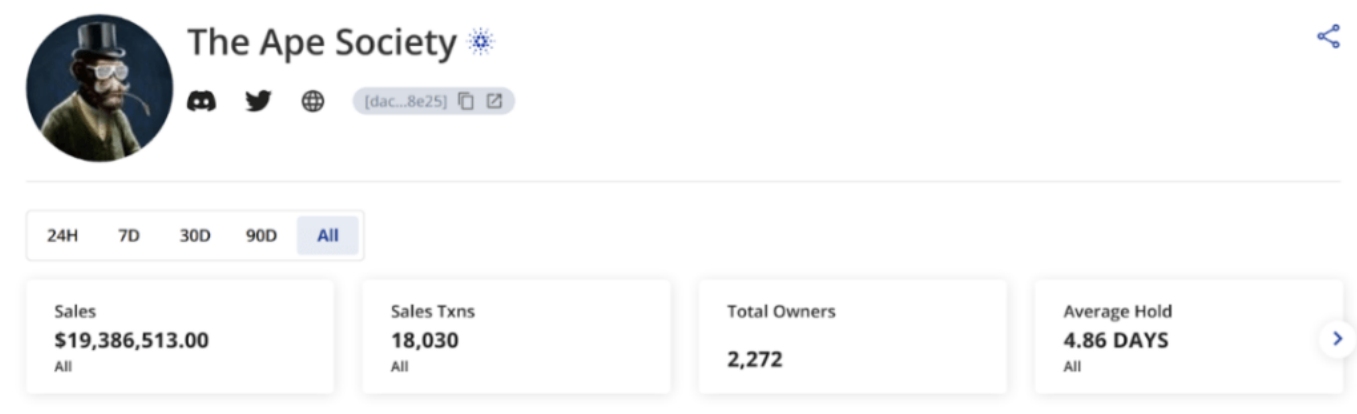 The Ape Society
[dac...8e25]
24H 7D 30D 90D All
Sales
$19,386,513.00
All
Sales Txns
18,030
All
Total Owners
2,272
Average Hold
4.86 DAYS
All